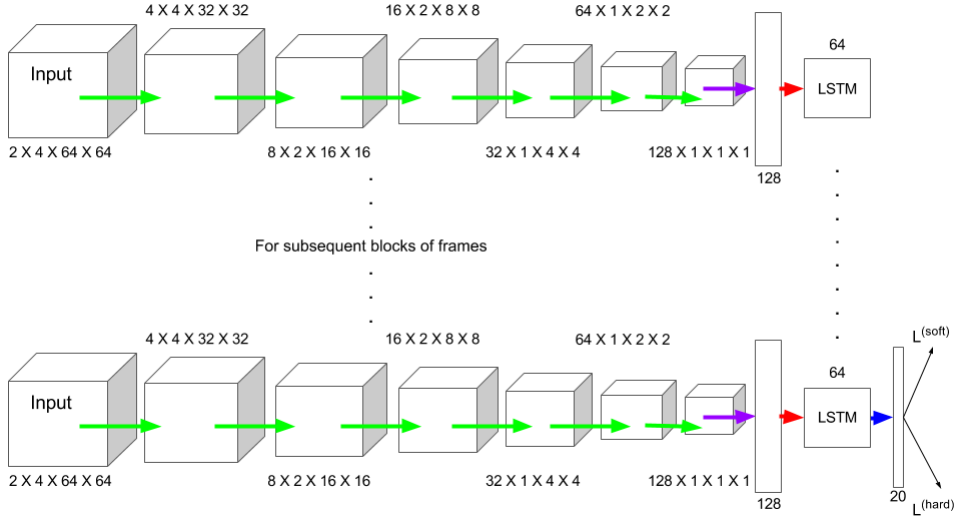 4 X 4 X 32 X 32
16 X 2 X 8 X 8
64 X 1 X 2 X 2
Input
64
LSTM
2 X 4 X 64 X 64
8 X 2 X 16 X 16
32 X 1 X 4 X 4
128 X 1 X 1 X 1
128
For subsequent blocks of frames
4 X 4 X 32 X 32
16 X 2 X 8 X 8
64 X 1 X 2 X 2
L(soft)
Input
64
LSTM
2 X 4 X 64 X 64
8 X 2 X 16 X 16
32 X 1 X 4 X 4
128 X 1 X 1 X 1
128
20
L(hard)